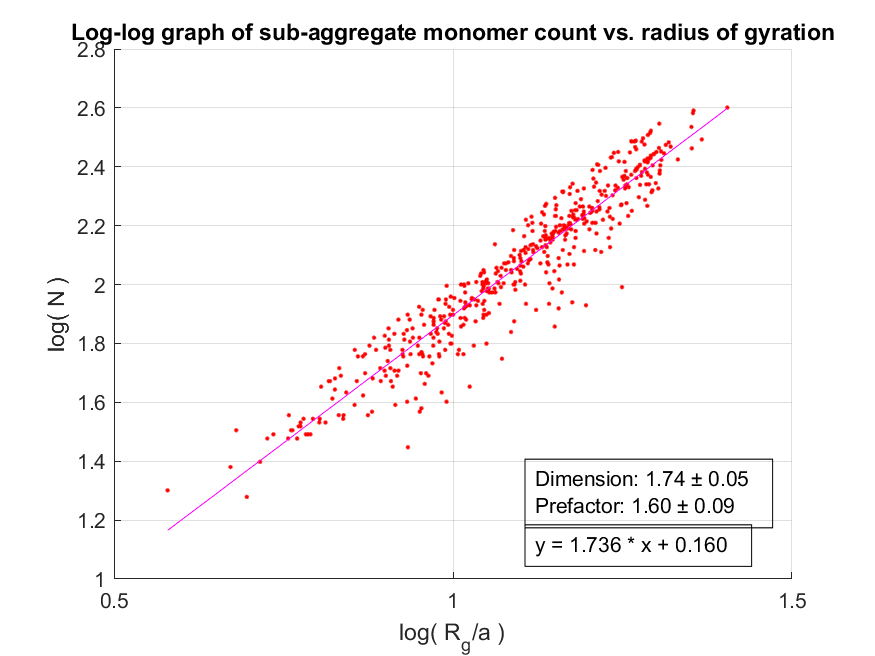 Log-log graph of sub-aggregate monomer count vs. radius of gyration
2.8
2.6
2.4
2.2
2
1.8
1.6
1.4
1.2
1
log( N )
Dimension: 1.74 ± 0.05
Prefactor: 1.60 ± 0.09
y = 1.736 * x + 0.160
0.5 1 1.5
log( R_g/a )